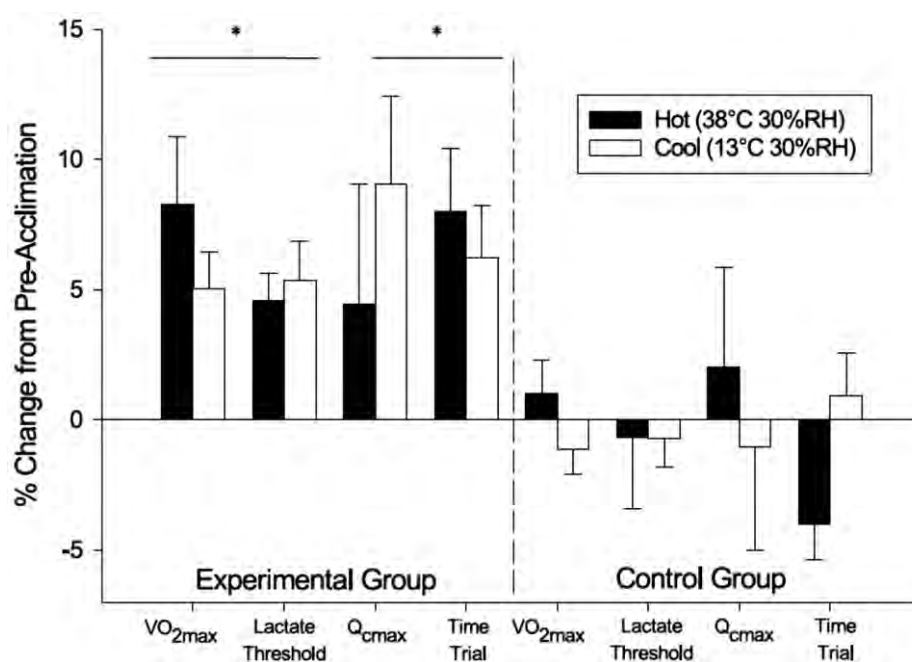 15
10
5
0
-5
% Change from Pre-Acclimation
*
*
Hot (38°C 30%RH)
Cool (13°C 30%RH)
Experimental Group
Control Group
VO2max
Lactate
Threshold
Qcmax
Time
Trial
VO2max
Lactate
Threshold
Qcmax
Time
Trial